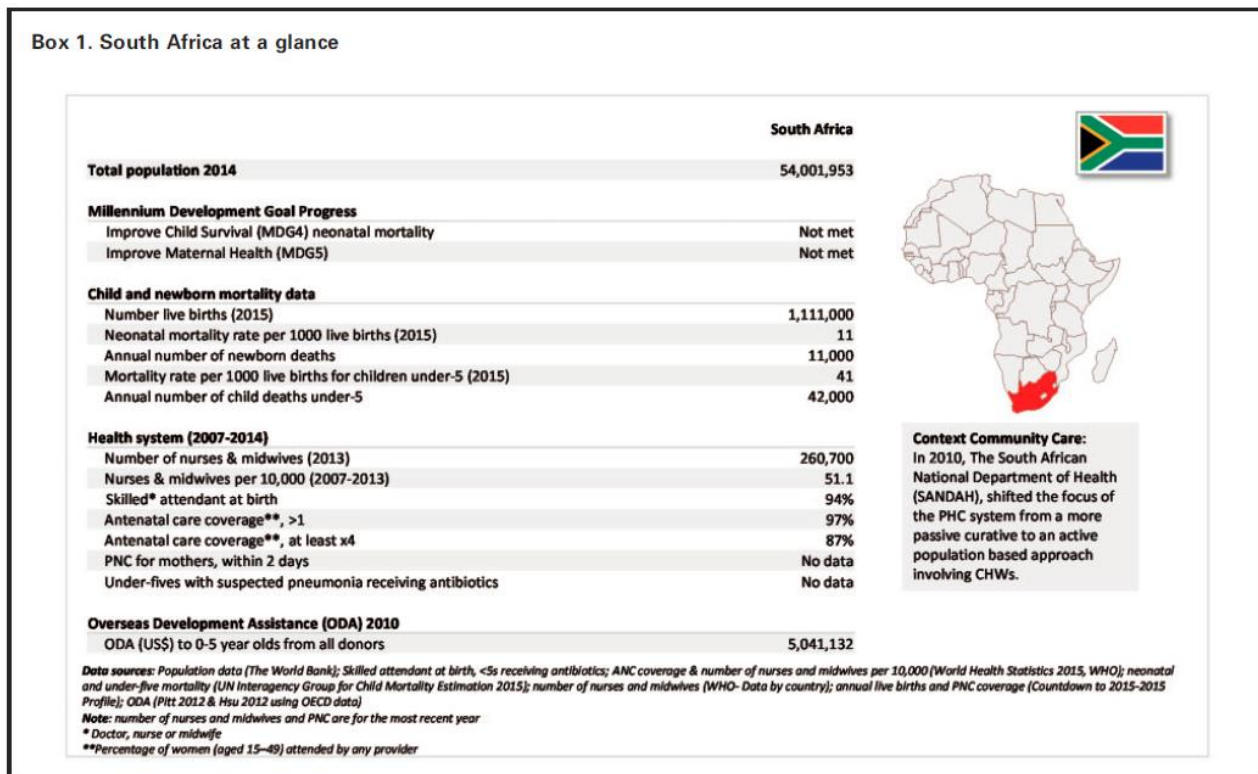 Box 1. South Africa at a glance
South Africa
Total population 2014 54,001,953
Millennium Development Goal Progress
Improve Child Survival (MDG4) neonatal mortality Not met
Improve Maternal Health (MDG5) Not met
Child and newborn mortality data
Number live births (2015) 1,111,000
Neonatal mortality rate per 1000 live births (2015) 11
Annual number of newborn deaths 11,000
Mortality rate per 1000 live births for children under-5 (2015) 41
Annual number of child deaths under-5 42,000
Health system (2007-2014)
Number of nurses & midwives (2013) 260,700
Nurses & midwives per 10,000 (2007-2013) 51.1
Skilled* attendant at birth 94%
Antenatal care coverage**, >1 97%
Antenatal care coverage**, at least x4 87%
PNC for mothers, within 2 days No data
Under-fives with suspected pneumonia receiving antibiotics No data
Overseas Development Assistance (ODA) 2010
ODA (US$) to 0-5 year olds from all donors 5,041,132
Context Community Care:
In 2010, The South African
National Department of Health
(SANDAH), shifted the focus of
the PHC system from a more
passive curative to an active
population based approach
involving CHWs.
Data sources: Population data (The World Bank); Skilled attendant at birth, <5s receiving antibiotics; ANC coverage & number of nurses and midwives per 10,000 (World Health Statistics 2015, WHO); neonatal
and under-five mortality (UN Interagency Group for Child Mortality Estimation 2015); number of nurses and midwives (WHO- Data by country); annual live births and PNC coverage (Countdown to 2015-2015
Profile); ODA (Pitt 2012 & Hsu 2012 using OECD data)
Note: number of nurses and midwives and PNC are for the most recent year
* Doctor, nurse or midwife
**Percentage of women (aged 15–49) attended by any provider